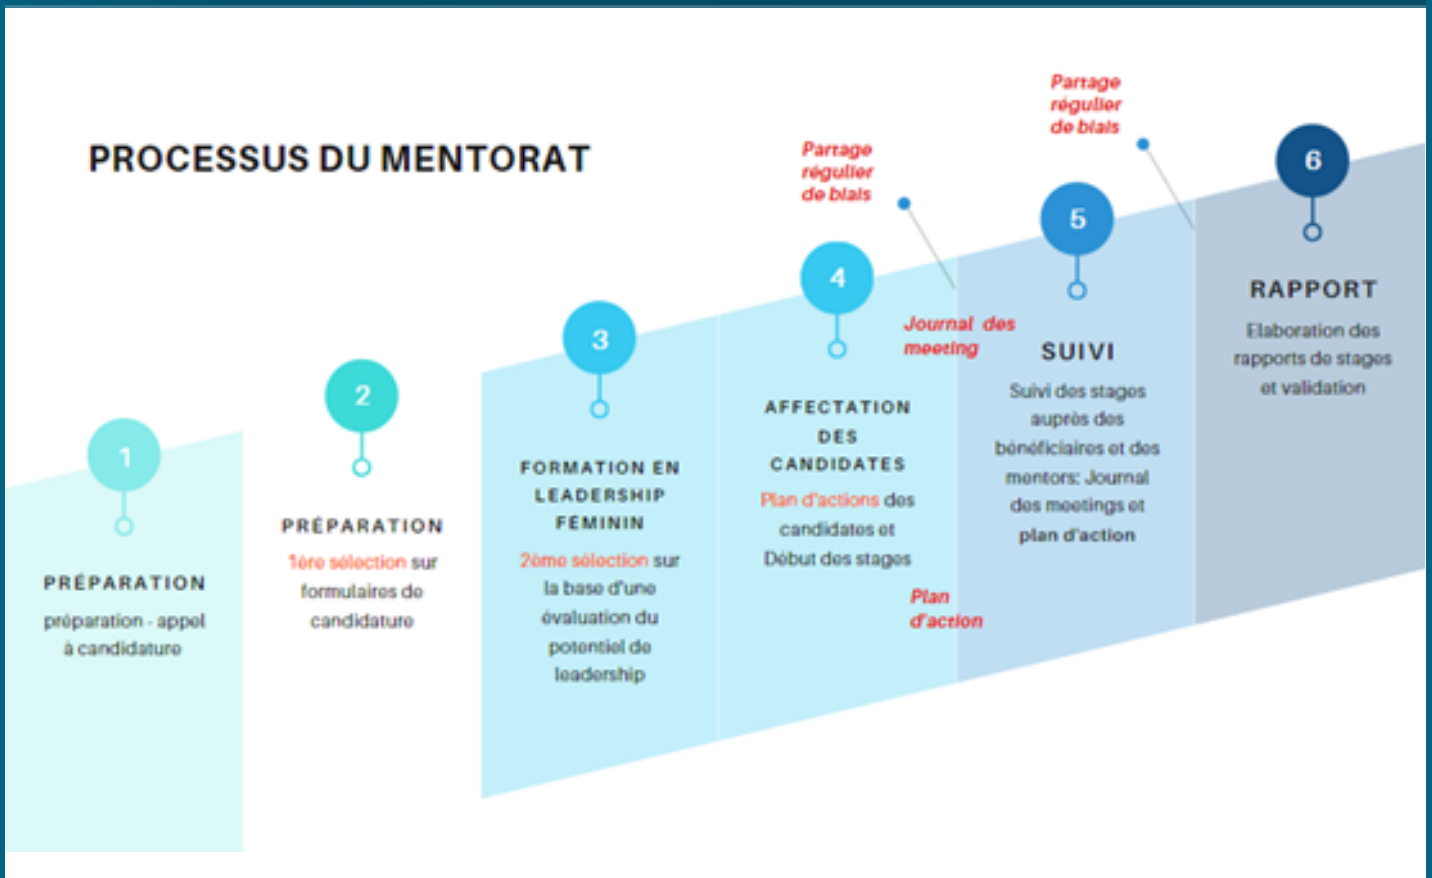 PROCESSUS DU MENTORAT
1
PRÉPARATION
préparation - appel
à candidature
2
PRÉPARATION
1ère sélection sur
formulaires de
candidature
3
FORMATION EN
LEADERSHIP
FÉMININ
2ème sélection sur
la base d'une
évaluation du
potentiel de
leadership
4
AFFECTATION
DES
CANDIDATES
Plan d'actions des
candidates et
Début des stages
Partage
régulier
de biais
Journal des
meeting
Plan
d'action
5
SUIVI
Suivi des stages
auprès des
bénéficiaires et des
mentors: Journal
des meetings et
plan d'action
Partage
régulier
de biais
6
RAPPORT
Elaboration des
rapports de stages
et validation